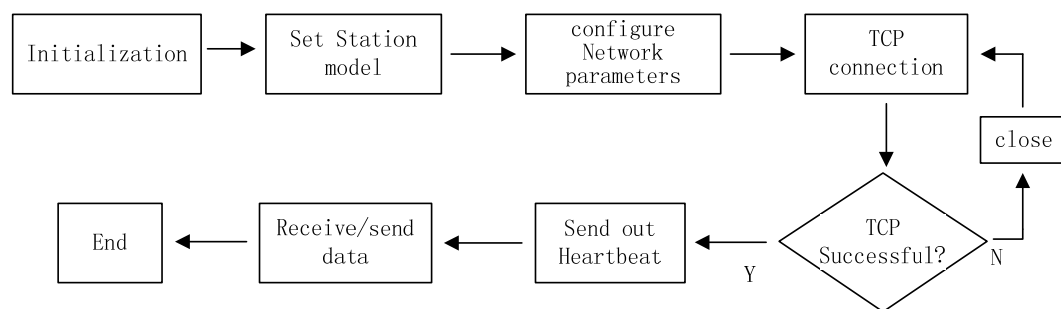 Initialization
Set Station
model
configure
Network
parameters
TCP
connection
close
End
Receive/send
data
Send out
Heartbeat
Y
TCP
Successful?
N